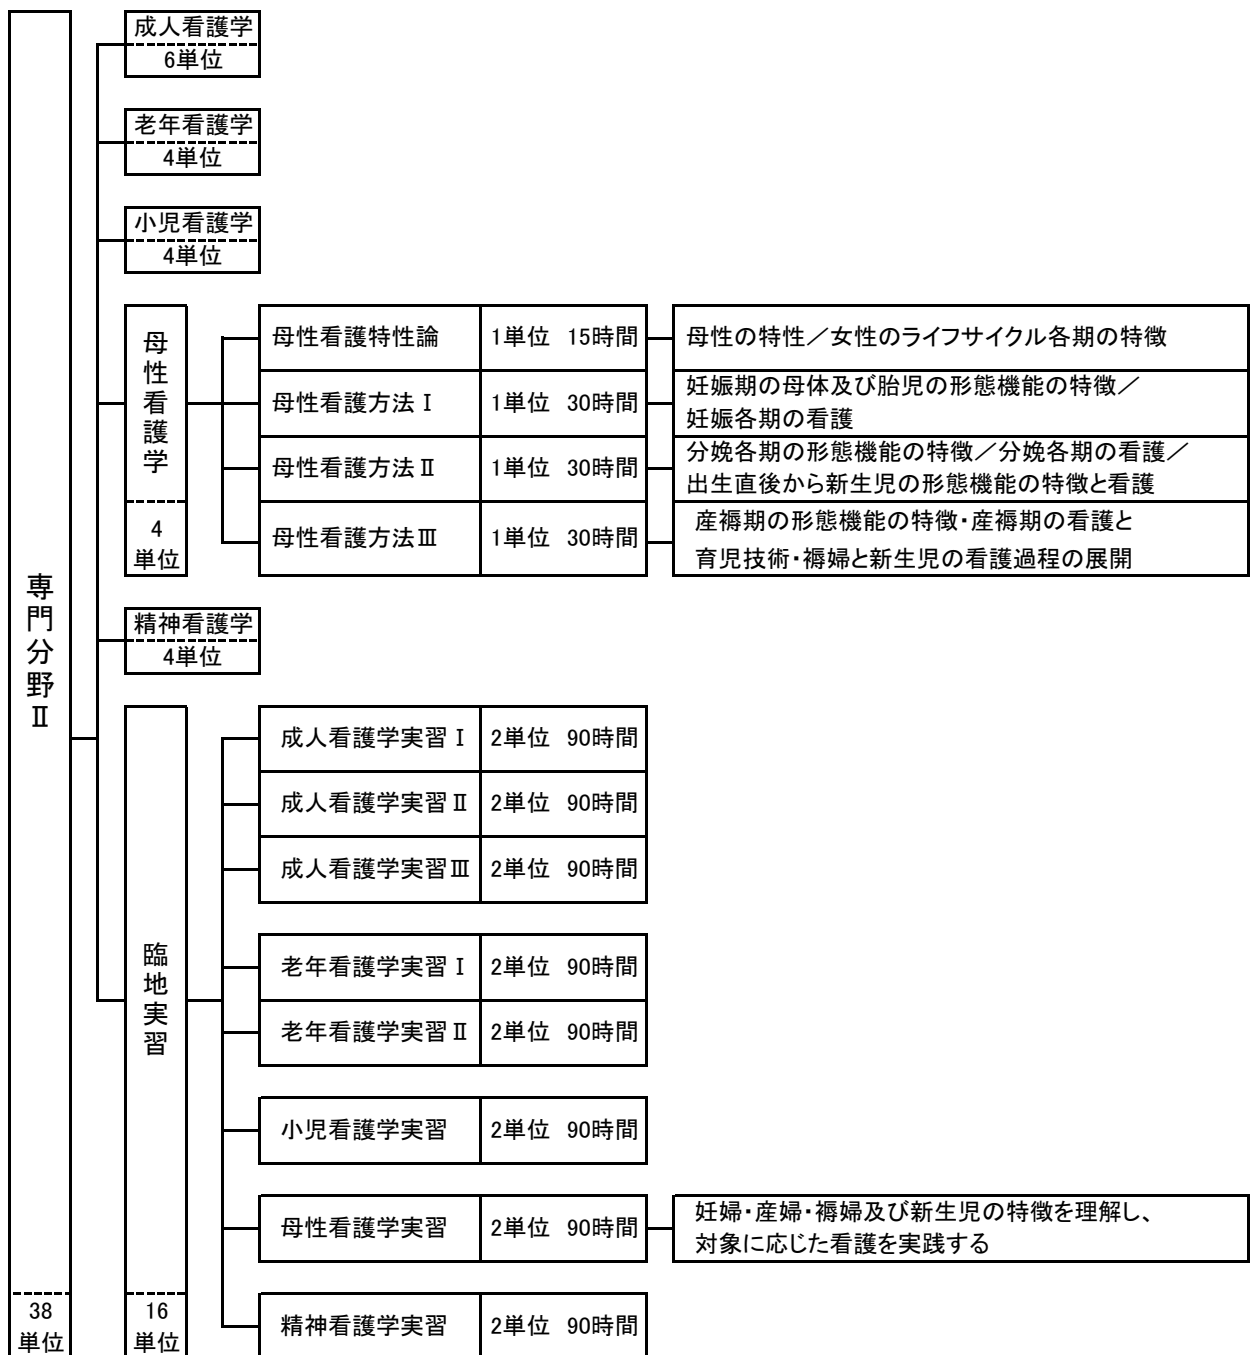 専門分野Ⅱ
38
単位
成人看護学
6単位
老年看護学
4単位
小児看護学
4単位
母性看護学
4
単位
母性看護特性論 1単位 15時間 母性の特性／女性のライフサイクル各期の特徴
母性看護方法Ⅰ 1単位 30時間 妊娠期の母体及び胎児の形態機能の特徴／
妊娠各期の看護
母性看護方法Ⅱ 1単位 30時間 分娩各期の形態機能の特徴／分娩各期の看護／
出生直後から新生児の形態機能の特徴と看護
母性看護方法Ⅲ 1単位 30時間 産褥期の形態機能の特徴・産褥期の看護と
育児技術・褥婦と新生児の看護過程の展開
精神看護学
4単位
臨地実習
16
単位
成人看護学実習Ⅰ 2単位 90時間
成人看護学実習Ⅱ 2単位 90時間
成人看護学実習Ⅲ 2単位 90時間
老年看護学実習Ⅰ 2単位 90時間
老年看護学実習Ⅱ 2単位 90時間
小児看護学実習 2単位 90時間
母性看護学実習 2単位 90時間 妊婦・産婦・褥婦及び新生児の特徴を理解し、
対象に応じた看護を実践する
精神看護学実習 2単位 90時間